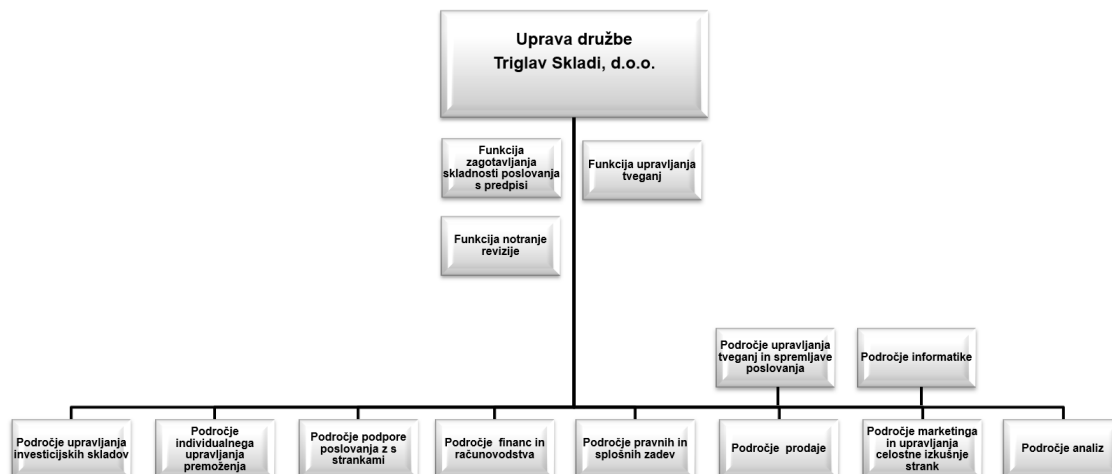 Uprava družbe
Triglav Skladi, d.o.o.
Funkcija
zagotavljanja
skladnosti poslovanja
s predpisi
Funkcija upravljanja
tveganj
Funkcija notranje
revizije
Področje upravljanja
tveganj in spremljave
poslovanja
Področje informatike
Področje upravljanja
investicijskih skladov
Področje
individualnega
upravljanja
premoženja
Področje podpore
poslovanja z s
strankami
Področje  financ in
računovodstva
Področje pravnih in
splošnih zadev
Področje  prodaje
Področje marketinga
in upravljanja
celostne izkušnje
strank
Področje analiz